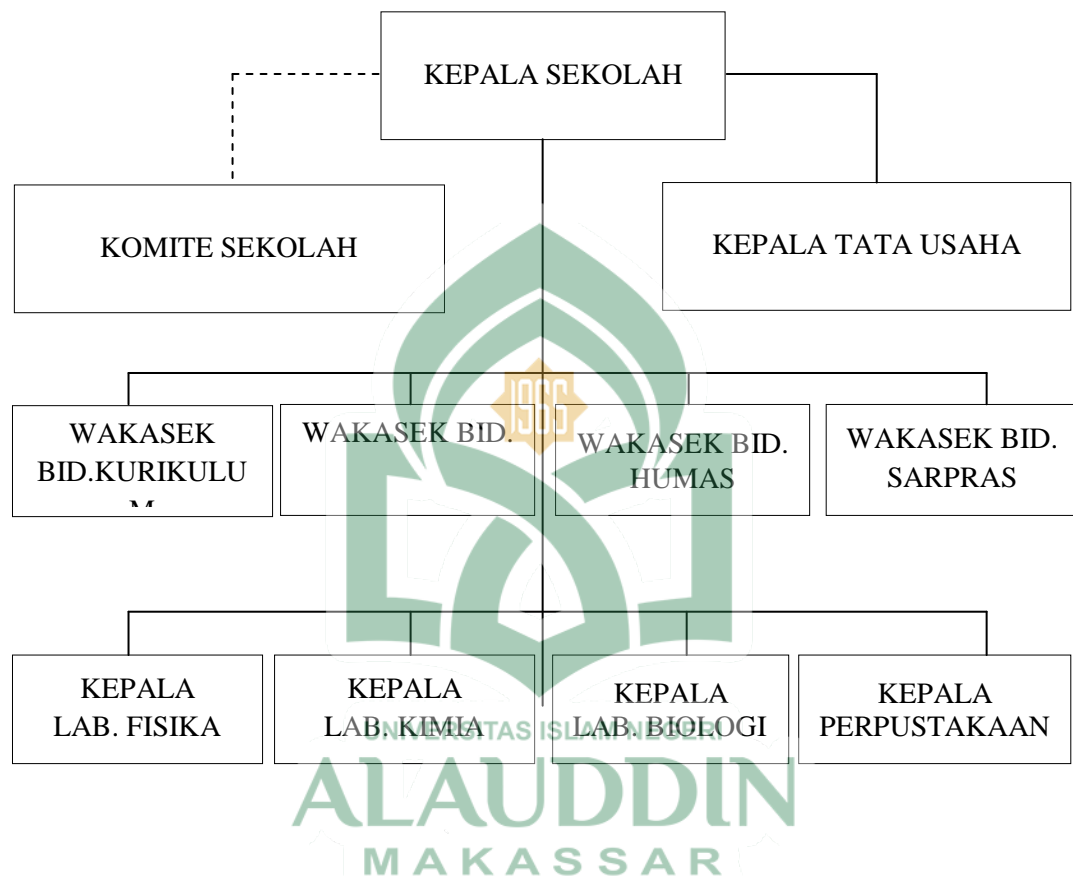 KEPALA SEKOLAH
KOMITE SEKOLAH
KEPALA TATA USAHA
WAKASEK
BID.KURIKULU
M
WAKASEK BID.
WAKASEK BID.
HUMAS
WAKASEK BID.
SARPRAS
KEPALA
LAB. FISIKA
KEPALA
LAB. KIMIA
KEPALA
LAB. BIOLOGI
KEPALA
PERPUSTAKAAN
1965
UNIVERSITAS ISLAM NEGERI
ALAUDDIN
MAKASSAR